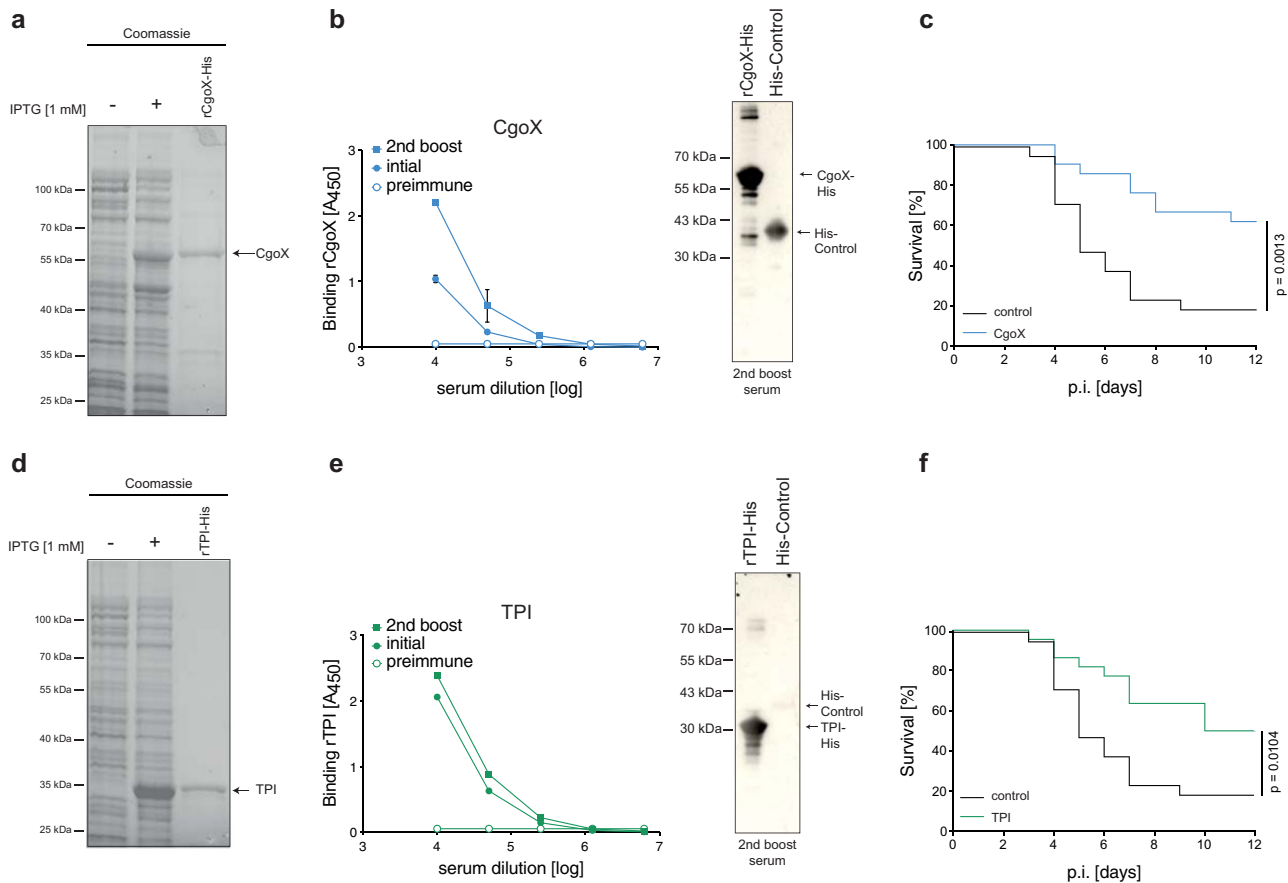 a
Coomassie
rCgoX-His
IPTG [1 mM]
-
+
100 kDa
70 kDa
55 kDa
40 kDa
35 kDa
25 kDa
CgoX
b
CgoX
2nd boost
intial
preimmune
Binding rCgoX [A450]
3
2
1
0
3
4
5
6
7
serum dilution [log]
rCgoX-His
His-Control
70 kDa
55 kDa
43 kDa
30 kDa
CgoX-
His
His-
Control
2nd boost
serum
c
Survival [%]
100
80
60
40
20
control
CgoX
0
2
4
6
8
10
12
p.i. [days]
p = 0.0013
d
Coomassie
rTPI-His
IPTG [1 mM]
-
+
100 kDa
70 kDa
55 kDa
40 kDa
35 kDa
25 kDa
TPI
e
TPI
2nd boost
initial
preimmune
Binding rTPI [A450]
3
2
1
0
3
4
5
6
7
serum dilution [log]
rTPI-His
His-Control
70 kDa
55 kDa
43 kDa
30 kDa
His-
Control
TPI-
His
2nd boost
serum
f
Survival [%]
100
80
60
40
20
control
TPI
0
2
4
6
8
10
12
p.i. [days]
p = 0.0104